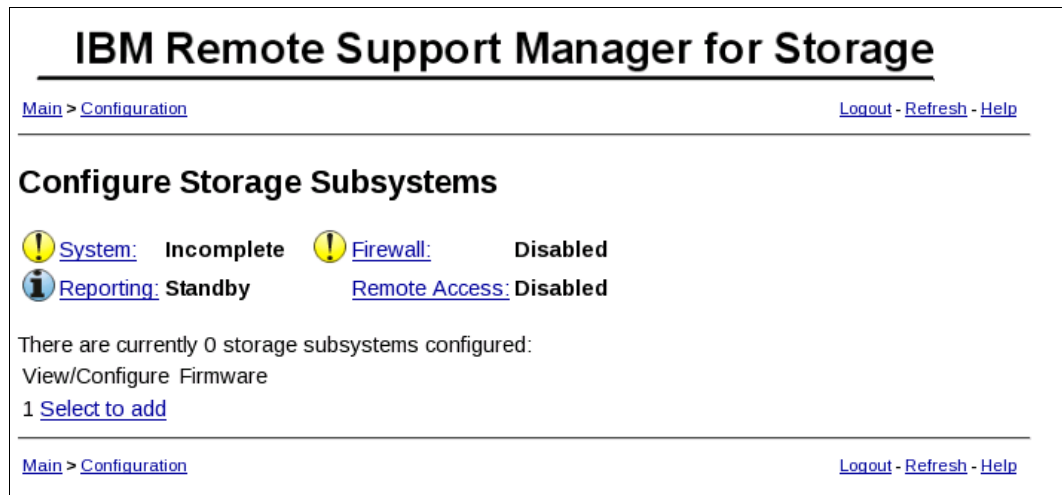 IBM Remote Support Manager for Storage
Main > Configuration Logout - Refresh - Help
Configure Storage Subsystems
System: Incomplete Firewall: Disabled
Reporting: Standby Remote Access: Disabled
There are currently 0 storage subsystems configured:
View/Configure Firmware
1 Select to add
Main > Configuration Logout - Refresh - Help